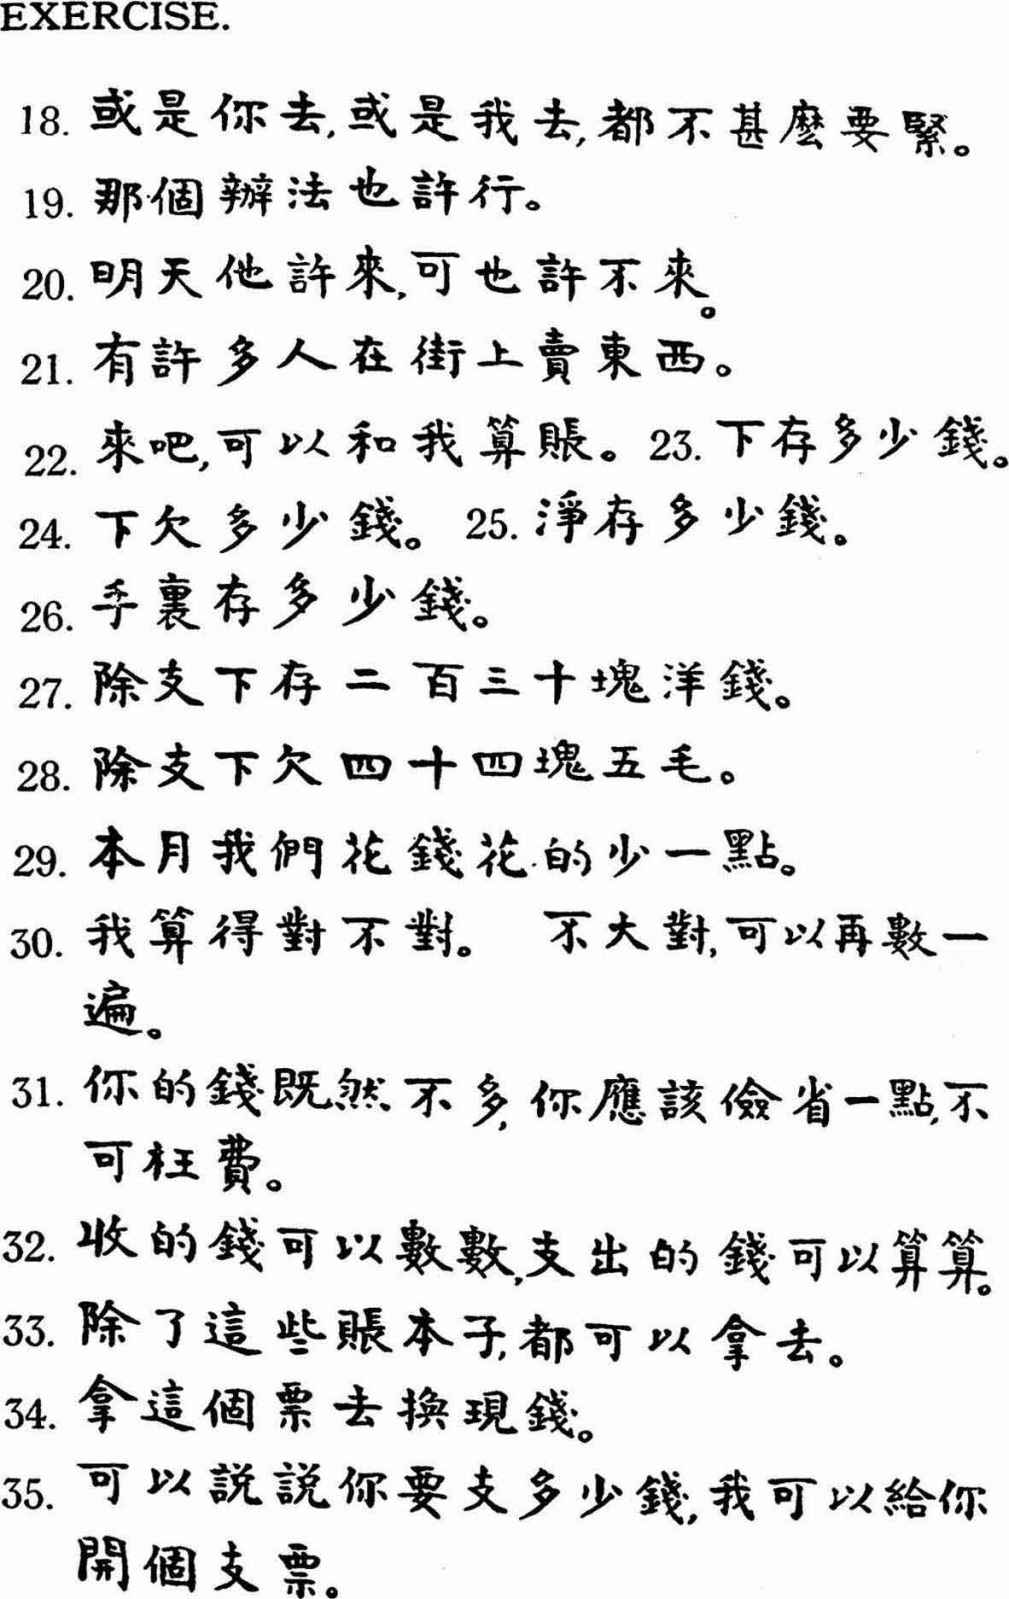 EXERCISE.
18. 或是你去,或是我去,都不甚麽要緊。
19. 那個辦法也許行。
20. 明天他許來,可也許不來。
21. 有許多人在街上賣東西。
22. 來吧,可以和我算賬。 23. 下存多少錢。
24. 下欠多少錢。 25. 淨存多少錢。
26. 手裏存多少錢。
27. 除支下存二百三十塊洋錢。
28. 除支下欠四十四塊五毛。
29. 本月我們花錢花的少一點。
30. 我算得對不對。 不大對,可以再數一
遍。
31. 你的錢既然不多,你應該儉省一點,不
可枉費。
32. 收的錢可以數數,支出的錢可以算算。
33. 除了這些賬本子,都可以拿去。
34. 拿這個票去換現錢。
35. 可以説説你要支多少錢,我可以給你
開個支票。